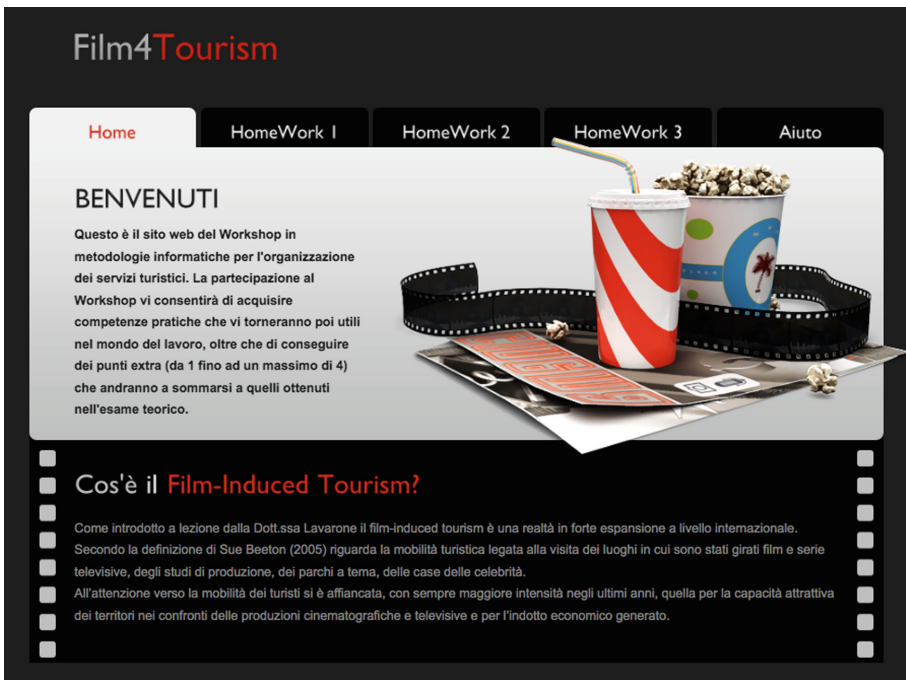 Film4Tourism
Home HomeWork 1 HomeWork 2 HomeWork 3 Aiuto
BENVENUTI
Questo è il sito web del Workshop in
metodologie informatiche per l'organizzazione
dei servizi turistici. La partecipazione al
Workshop vi consentirà di acquisire
competenze pratiche che vi torneranno poi utili
nel mondo del lavoro, oltre che di conseguire
dei punti extra (da 1 fino ad un massimo di 4)
che andranno a sommarsi a quelli ottenuti
nell'esame teorico.
Cos'è il Film-Induced Tourism?
Come introdotto a lezione dalla Dott.ssa Lavarone il film-induced tourism è una realtà in forte espansione a livello internazionale.
Secondo la definizione di Sue Beeton (2005) riguarda la mobilità turistica legata alla visita dei luoghi in cui sono stati girati film e serie
televisive, degli studi di produzione, dei parchi a tema, delle case delle celebrità.
All'attenzione verso la mobilità dei turisti si è affiancata, con sempre maggiore intensità negli ultimi anni, quella per la capacità attrattiva
dei territori nei confronti delle produzioni cinematografiche e televisive e per l'indotto economico generato.